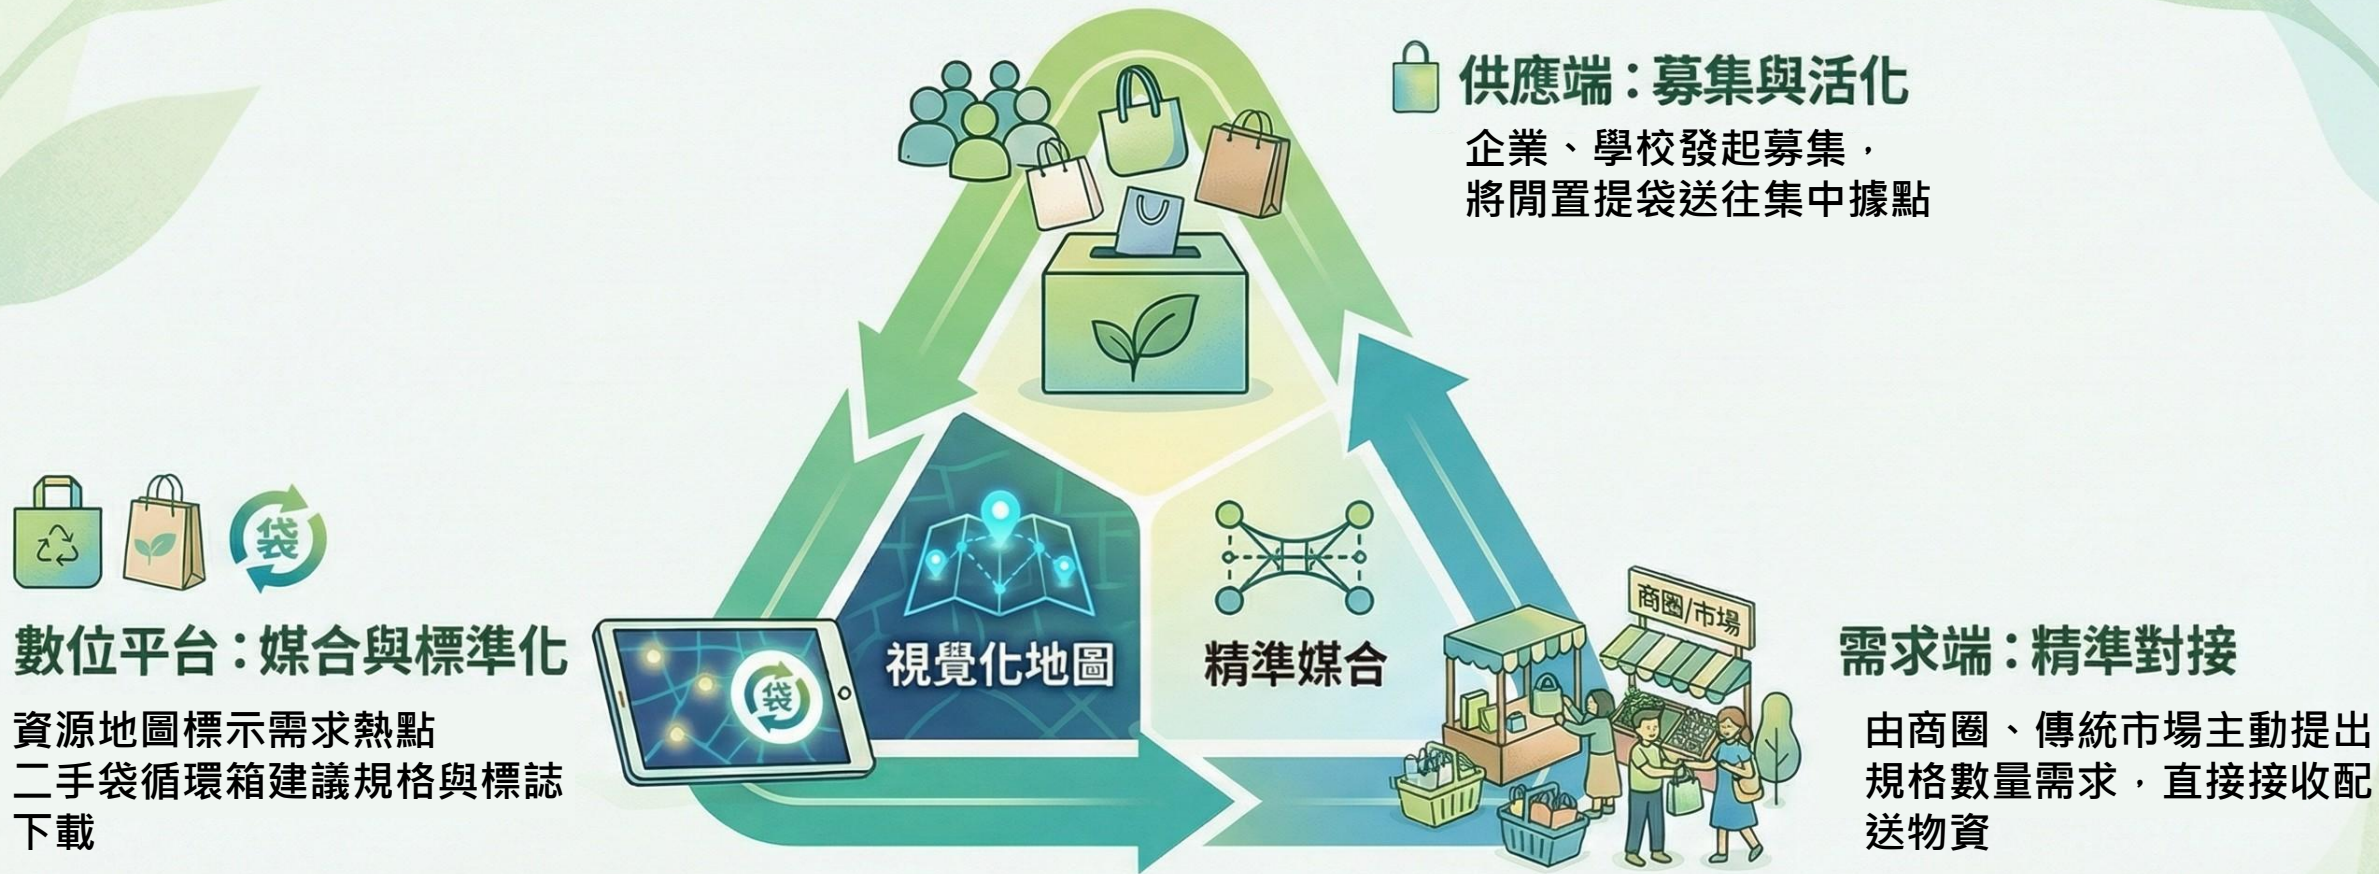 供應端：募集與活化
企業、學校發起募集，
將閒置提袋送往集中據點
袋
數位平台：媒合與標準化
資源地圖標示需求熱點
二手袋循環箱建議規格與標誌
下載
袋
視覺化地圖
精準媒合
商圈/市場
需求端：精準對接
由商圈、傳統市場主動提出
規格數量需求，直接接收配
送物資